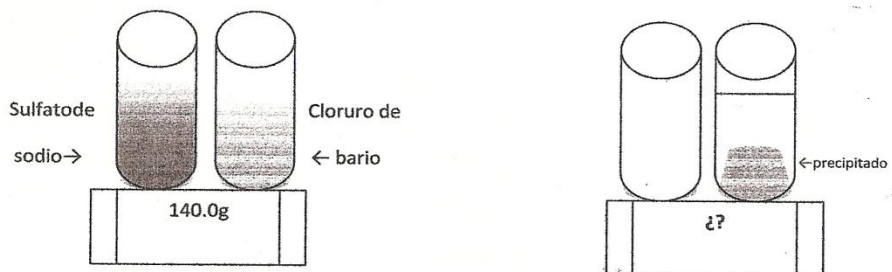 Sulfatode
sodio→
Cloruro de
← bario
140.0g
←precipitado
¿?